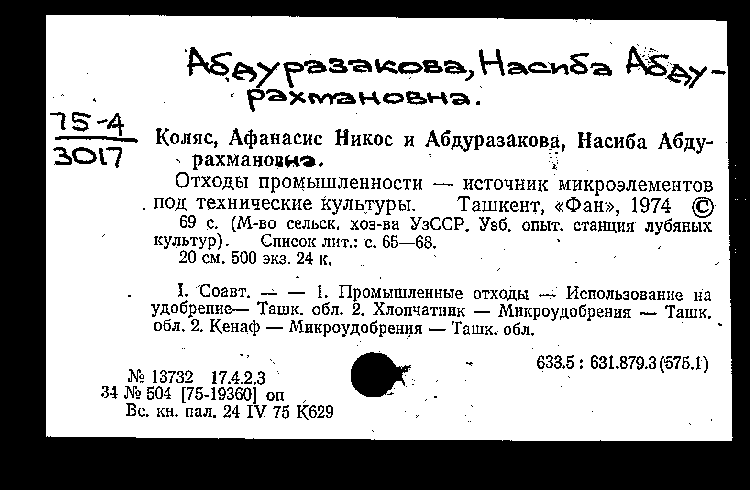 Абдуразакова, Насиба Абду-
рахмановна.
75-4
3017
Коляс, Афанасис Никос и Абдуразакова, Насиба Абду-
рахмановна.
Отходы промышленности — источник микроэлементов
под технические культуры. Ташкент, «Фан», 1974 ©
69 с. (М-во сельск. хоз-ва УзССР. Узб. опыт. станция лубяных
культур). Список лит.: с. 65—68.
20 см. 500 экз. 24 к.
I. Соавт. — — 1. Промышленные отходы — Использование на
удобрение— Ташк. обл. 2. Хлопчатник — Микроудобрения — Ташк.
обл. 2. Кенаф — Микроудобрения — Ташк. обл.
633.5 : 631.879.3(575.1)
№ 13732 17.4.2.3
34 № 504 [75-19360] оп
Вс. кн. пал. 24 IV 75 К629